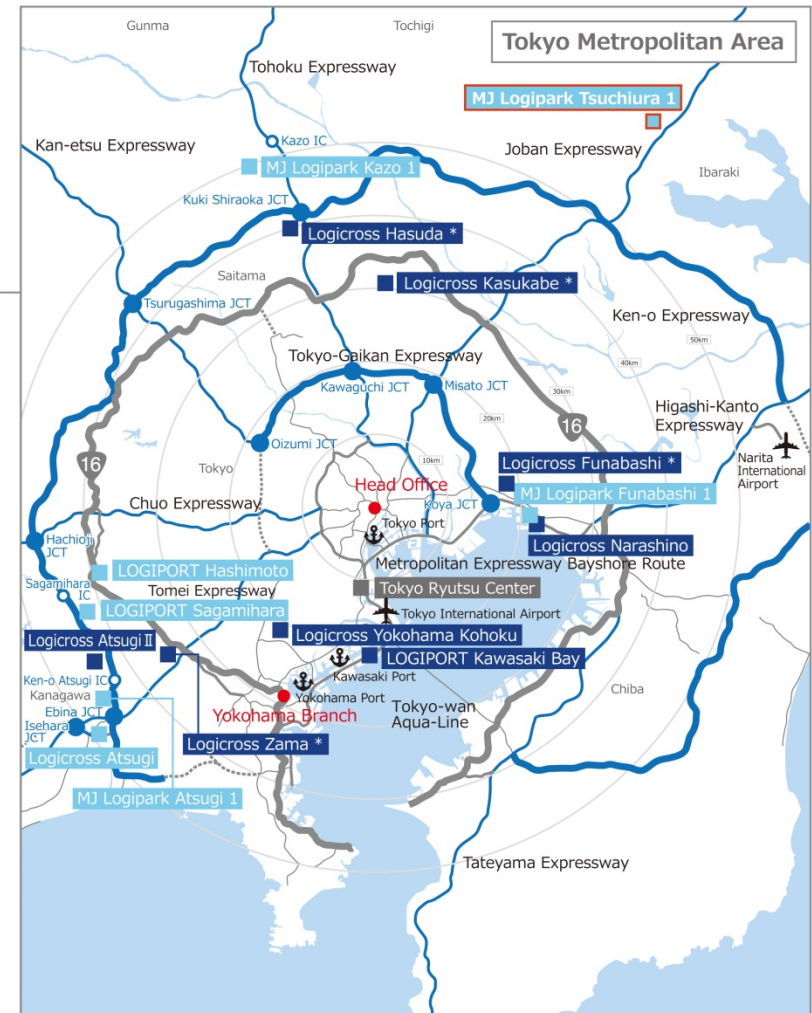 Gunma
Tochigi
Tokyo Metropolitan Area
Tohoku Expressway
MJ Logipark Tsuchiura 1
Kan-etsu Expressway
Kazo IC
Joban Expressway
MJ Logipark Kazo 1
Ibaraki
Kuki Shiraoka JCT
Logicross Hasuda *
Saitama
Logicross Kasukabe *
Tsurugashima JCT
Ken-o Expressway
50km
Tokyo-Gaikan Expressway
40km
Kawaguchi JCT
Misato JCT
30km
Higashi-Kanto
Expressway
20km
16
Oizumi JCT
16
Narita
International
Airport
Tokyo
10km
Logicross Funabashi *
Head Office
MJ Logipark Funabashi 1
Chuo Expressway
Koya JCT
Tokyo Port
Hachioji
JCT
Logicross Narashino
Metropolitan Expressway Bayshore Route
LOGIPORT Hashimoto
Sagamihara
IC
Tomei Expressway
Tokyo Ryutsu Center
LOGIPORT Sagamihara
Tokyo International Airport
Logicross Yokohama Kohoku
Logicross AtsugiⅡ
LOGIPORT Kawasaki Bay
Kawasaki Port
Ken-o Atsugi IC
Kanagawa
Yokohama Port
Chiba
Tokyo-wan
Aqua-Line
Ebina JCT
Yokohama Branch
Isehara
JCT
Logicross Zama *
Logicross Atsugi
MJ Logipark Atsugi 1
Tateyama Expressway